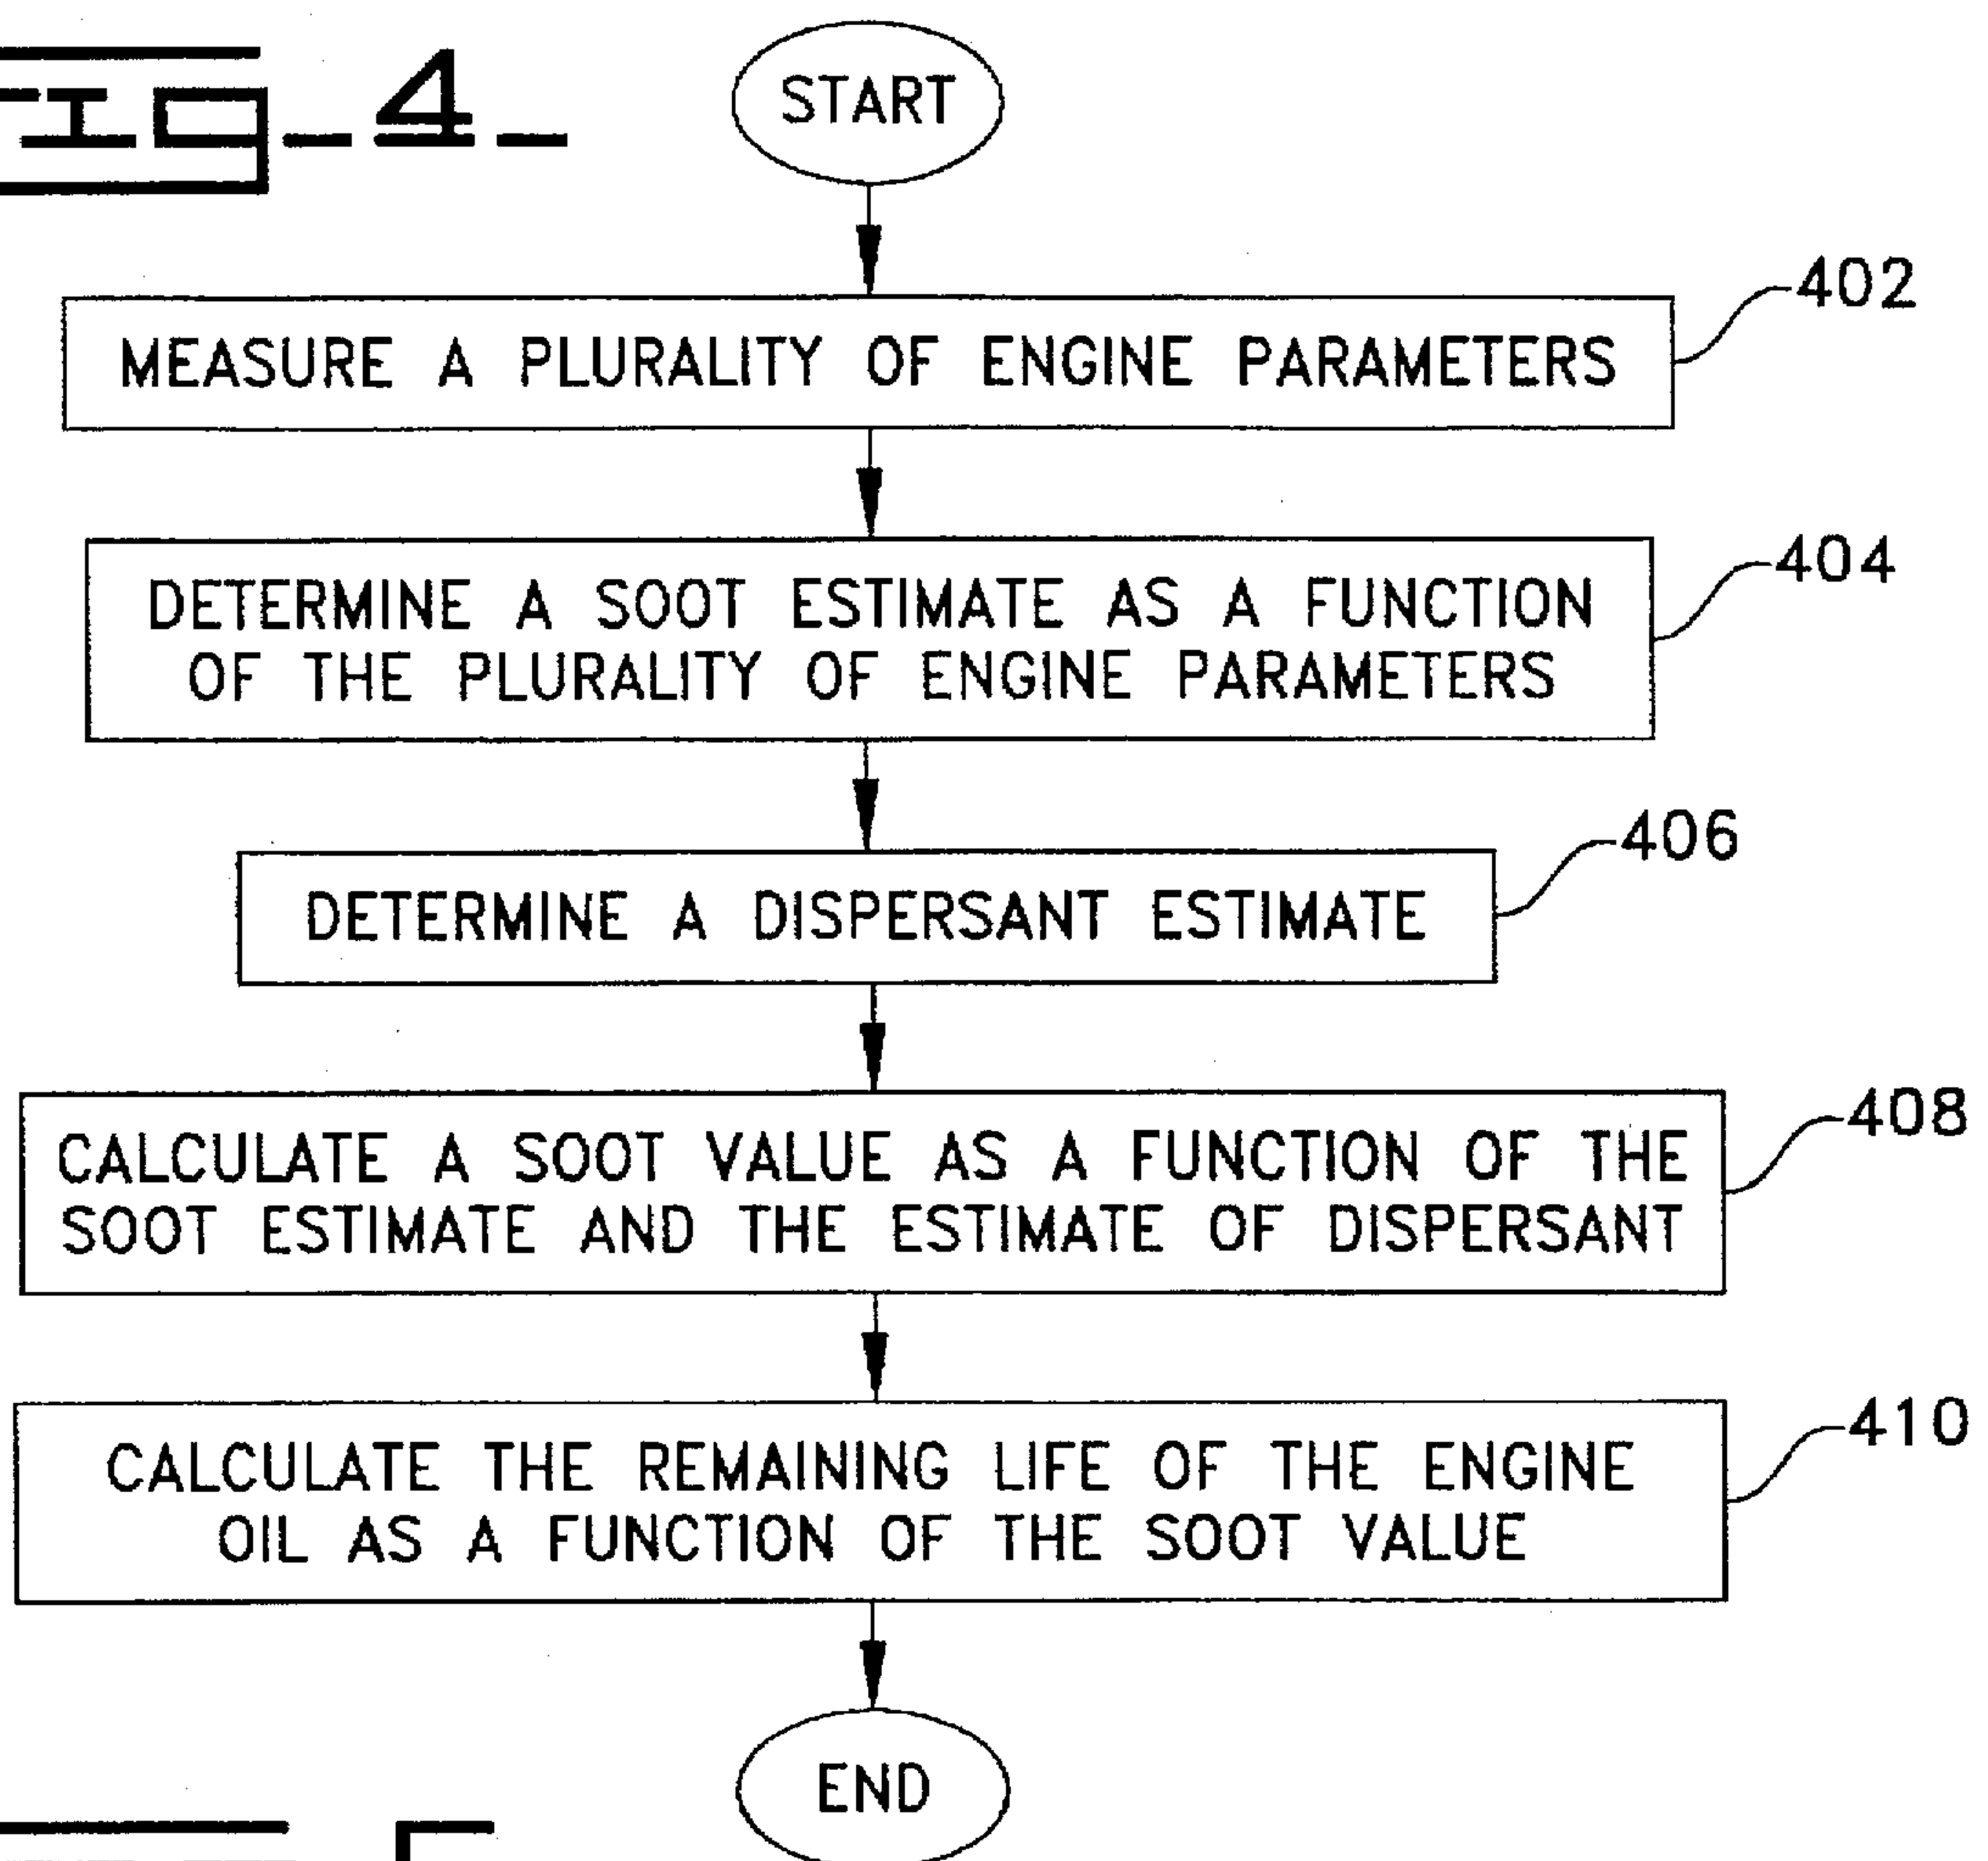 FIG_4_
START
402
MEASURE A PLURALITY OF ENGINE PARAMETERS
404
DETERMINE A SOOT ESTIMATE AS A FUNCTION
OF THE PLURALITY OF ENGINE PARAMETERS
406
DETERMINE A DISPERSANT ESTIMATE
408
CALCULATE A SOOT VALUE AS A FUNCTION OF THE
SOOT ESTIMATE AND THE ESTIMATE OF DISPERSANT
410
CALCULATE THE REMAINING LIFE OF THE ENGINE
OIL AS A FUNCTION OF THE SOOT VALUE
END